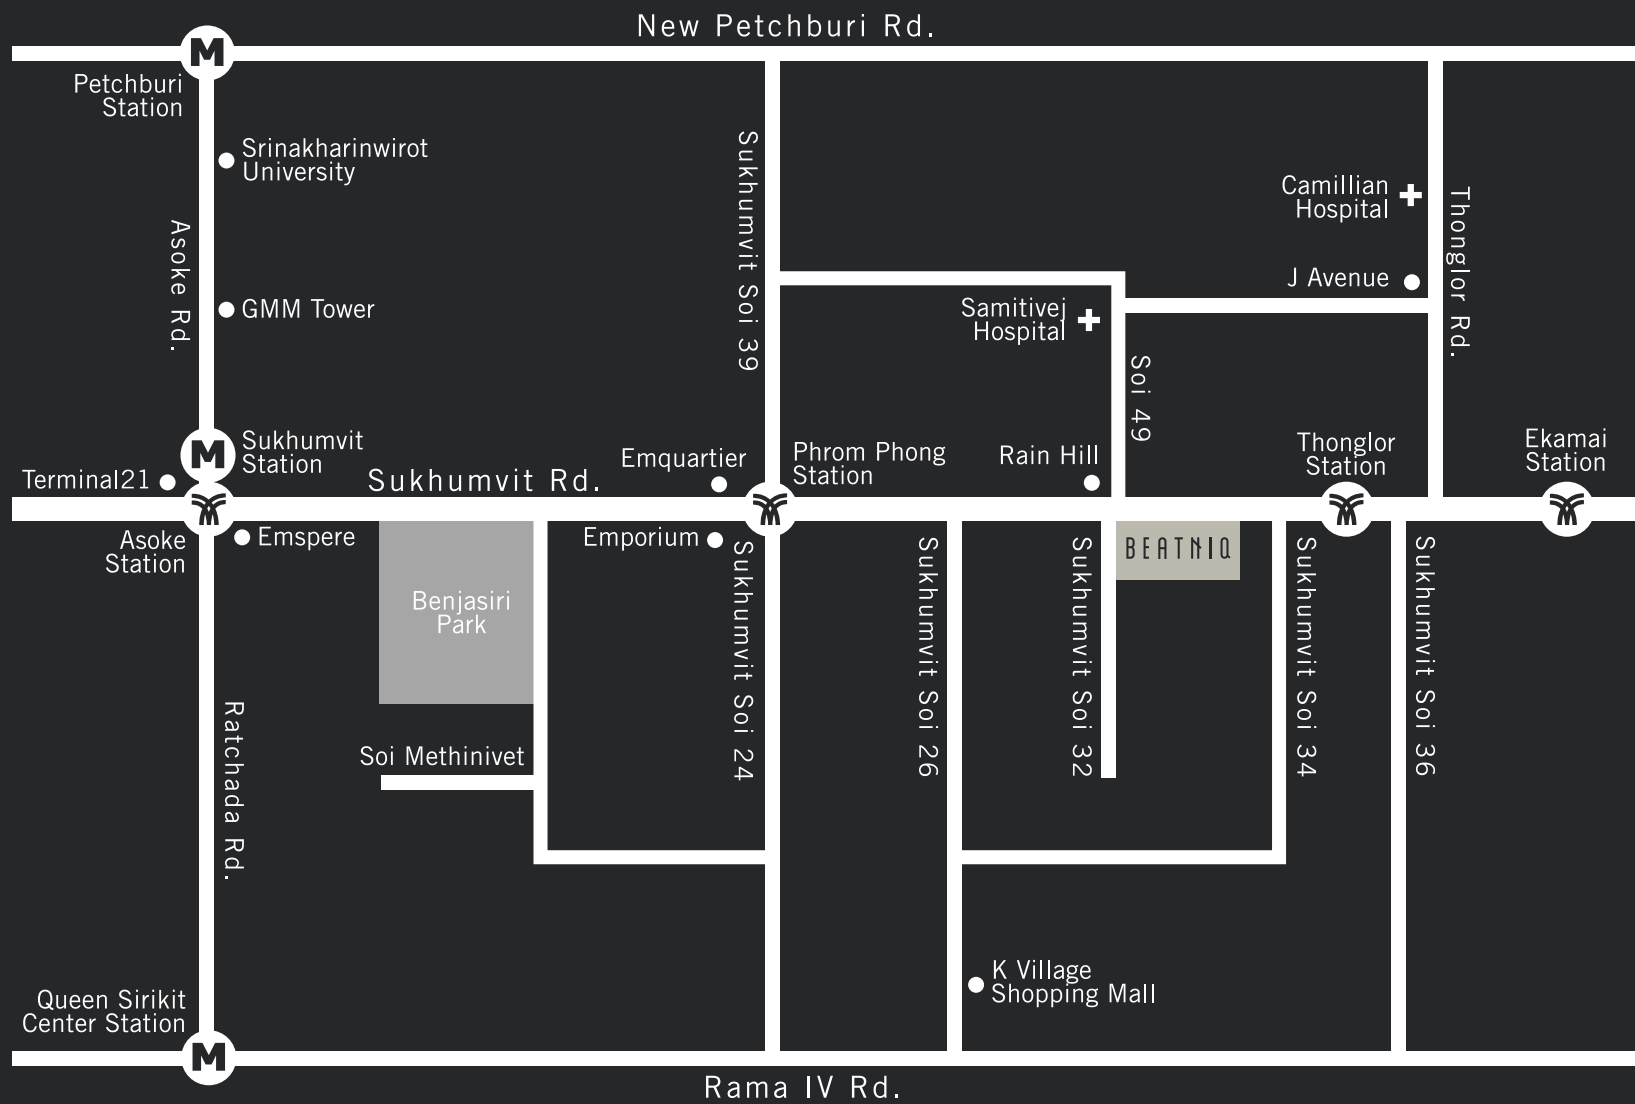 New Petchburi Rd.
M
Petchburi
Station
Srinakharinwirot
University
Asoke Rd.
GMM Tower
Sukhumvit Soi 39
Camillian
Hospital
Thonglor Rd.
J Avenue
Samitivej
Hospital
Soi 49
M
Sukhumvit
Station
Terminal21
Sukhumvit Rd.
Emquartier
Phrom Phong
Station
Rain Hill
Thonglor
Station
Ekamai
Station
Asoke
Station
Emspere
Emporium
BEATNIQ
Benjasiri
Park
Sukhumvit Soi 24
Sukhumvit Soi 26
Sukhumvit Soi 32
Sukhumvit Soi 34
Sukhumvit Soi 36
Ratchada Rd.
Soi Methinivet
K Village
Shopping Mall
Queen Sirikit
Center Station
M
Rama IV Rd.